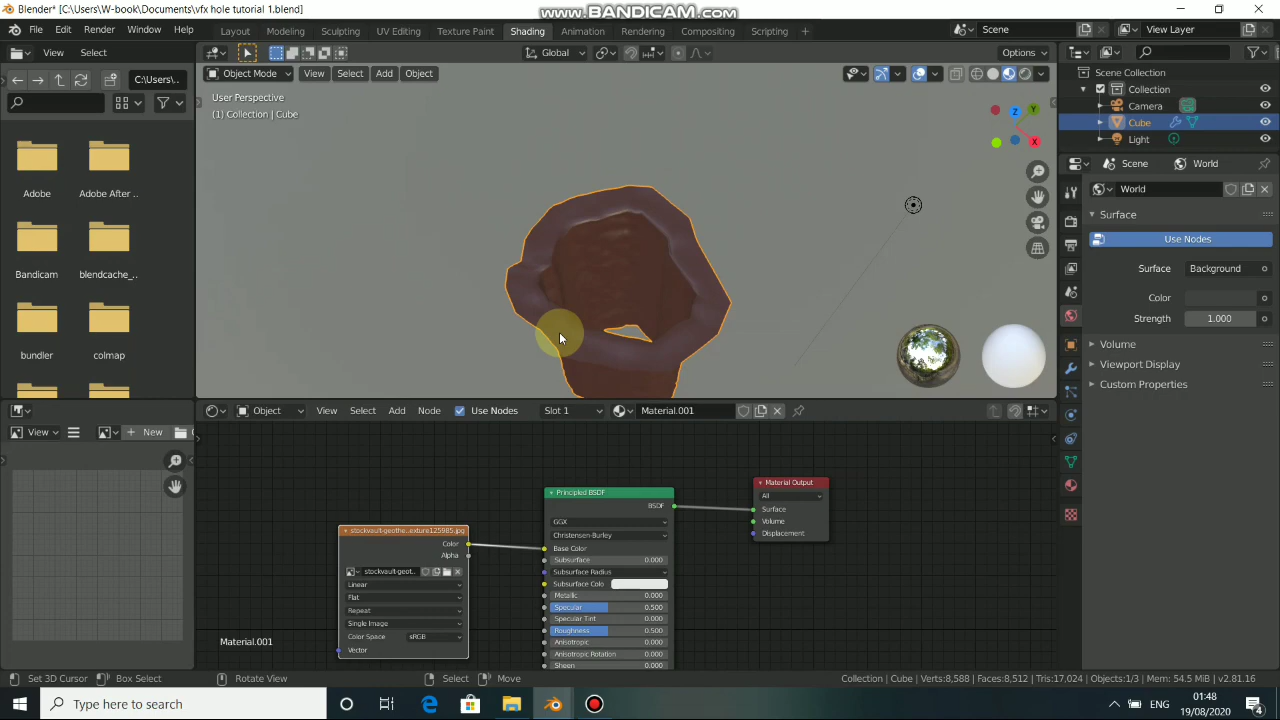 Blender* [C:\Users\W-book\Documents\vfx hole tutorial 1.blend]
www.BANDICAM.com
File Edit Render Window Help
Layout Modeling Sculpting UV Editing Texture Paint Shading Animation Rendering Compositing Scripting +
Scene
View Layer
View Select
Global
Options
C:\Users\..
Object Mode View Select Add Object
User Perspective
(1) Collection | Cube
Z Y X
Adobe
Adobe After ...
Bandicam
blendcache_..
bundler
colmap
Scene Collection
Collection
Camera
Cube
Light
Scene World
World
Surface
Use Nodes
Surface Background
Color
Strength 1.000
Volume
Viewport Display
Custom Properties
Object View Select Add Node Use Nodes Slot 1 Material.001
View New
stockvault-geothe..exture125985.jpg
Color
Alpha
stockvault-geot..
Linear
Flat
Repeat
Single Image
Color Space sRGB
Vector
Principled BSDF
BSDF
GGX
Christensen-Burley
Base Color
Subsurface 0.000
Subsurface Radius
Subsurface Colo
Metallic 0.000
Specular 0.500
Specular Tint 0.000
Roughness 0.500
Anisotropic 0.000
Anisotropic Rotation 0.000
Sheen 0.000
Material Output
All
Surface
Volume
Displacement
Material.001
Set 3D Cursor Box Select Rotate View Select Move
Collection | Cube | Verts:8,588 | Faces:8,512 | Tris:17,024 | Objects:1/3 | Mem: 54.5 MiB | v2.81.16
Type here to search
ENG
01:48
19/08/2020
4